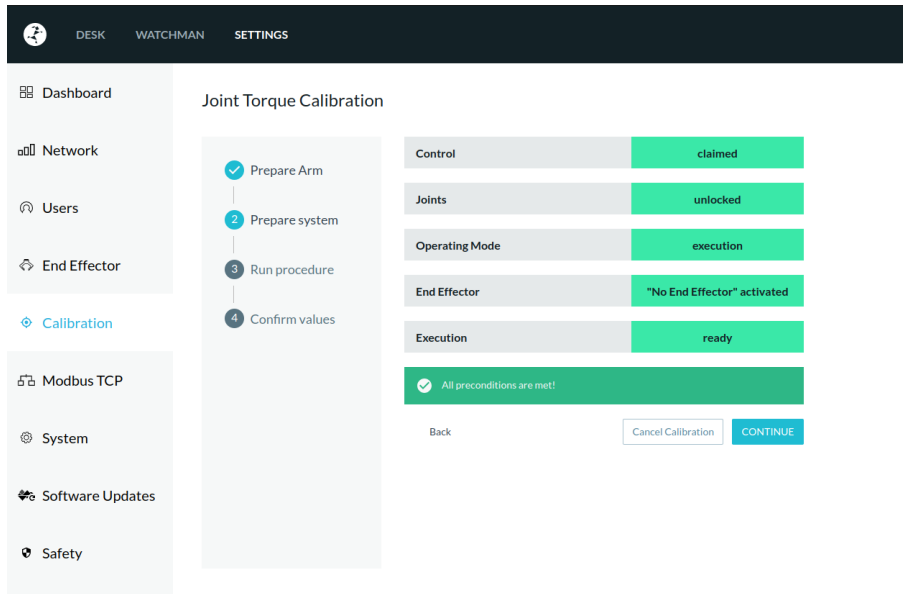 DESK WATCHMAN SETTINGS
Dashboard
Network
Users
End Effector
Calibration
Modbus TCP
System
Software Updates
Safety
Joint Torque Calibration
Prepare Arm
2 Prepare system
3 Run procedure
4 Confirm values
Control claimed
Joints unlocked
Operating Mode execution
End Effector "No End Effector" activated
Execution ready
All preconditions are met!
Back Cancel Calibration CONTINUE